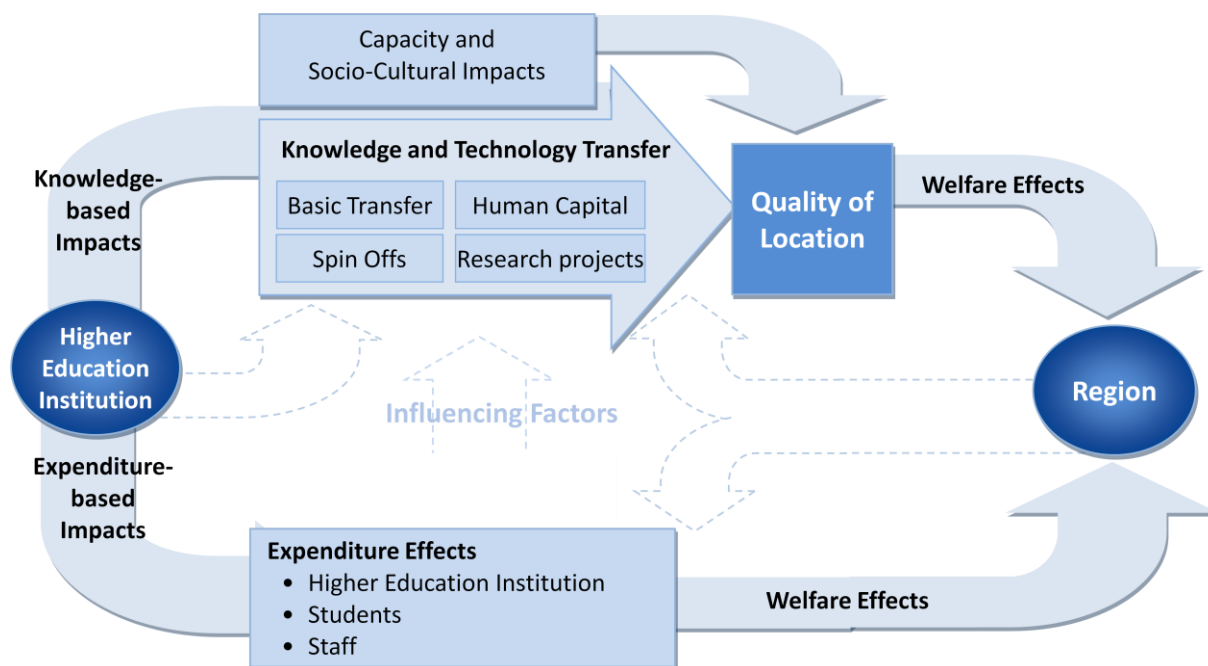 Capacity and
Socio-Cultural Impacts
Knowledge and Technology Transfer
Basic Transfer
Human Capital
Spin Offs
Research projects
Knowledge-
based
Impacts
Quality of
Location
Welfare Effects
Higher
Education
Institution
Influencing Factors
Region
Expenditure-
based
Impacts
Expenditure Effects
• Higher Education Institution
• Students
• Staff
Welfare Effects